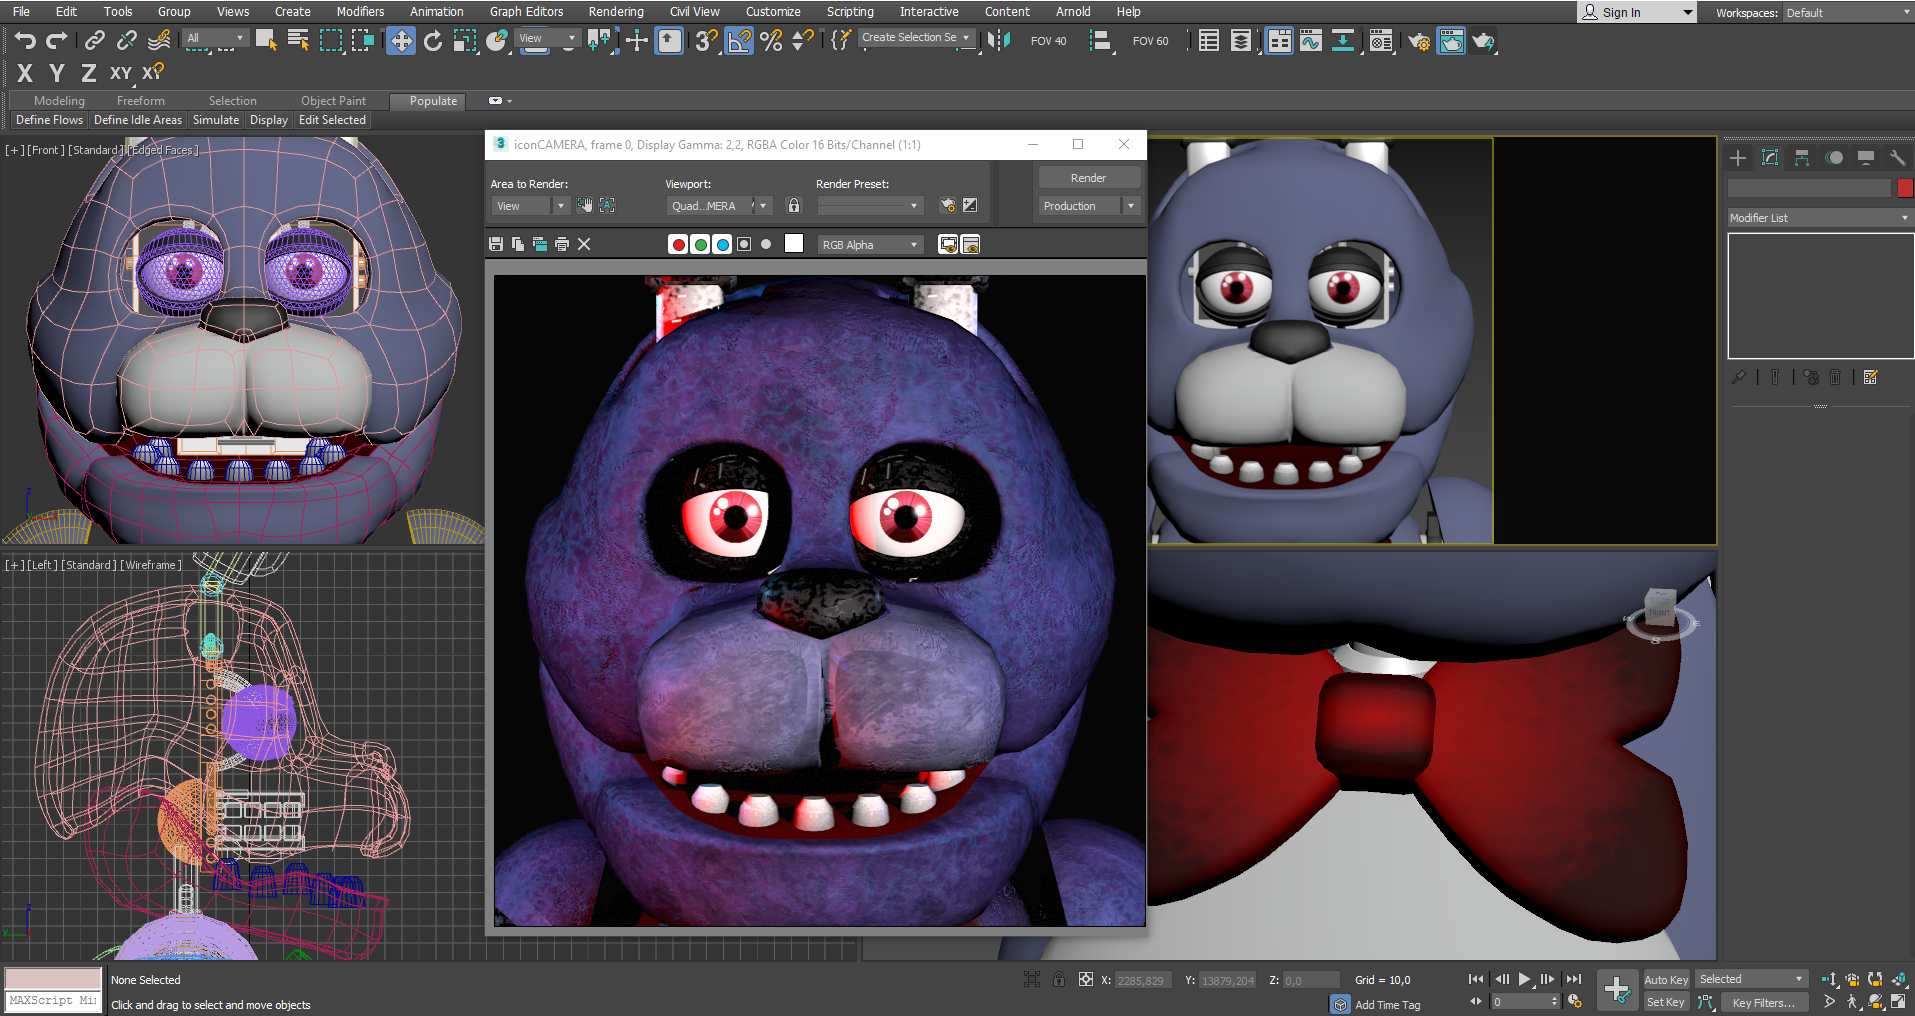 File Edit Tools Group Views Create Modifiers Animation Graph Editors Rendering Civil View Customize Scripting Interactive Content Arnold Help Sign In Workspaces: Default
All View Create Selection Se FOV 40 FOV 60
X Y Z XY XY
Modeling Freeform Selection Object Paint Populate
Define Flows Define Idle Areas Simulate Display Edit Selected
[+] [Front ] [Standard ] [Edged Faces ]
iconCAMERA, frame 0, Display Gamma: 2,2, RGBA Color 16 Bits/Channel (1:1)
Area to Render: Viewport: Render Preset: Render
View Quad...MERA Production
RGB Alpha
Modifier List
[+] [Left ] [Standard ] [Wireframe ]
FRONT
S
None Selected X: 2285,829 Y: 13879,204 Z: 0,0 Grid = 10,0 Auto Key Selected
MAXScript Mi Click and drag to select and move objects Add Time Tag 0 Set Key Key Filters...